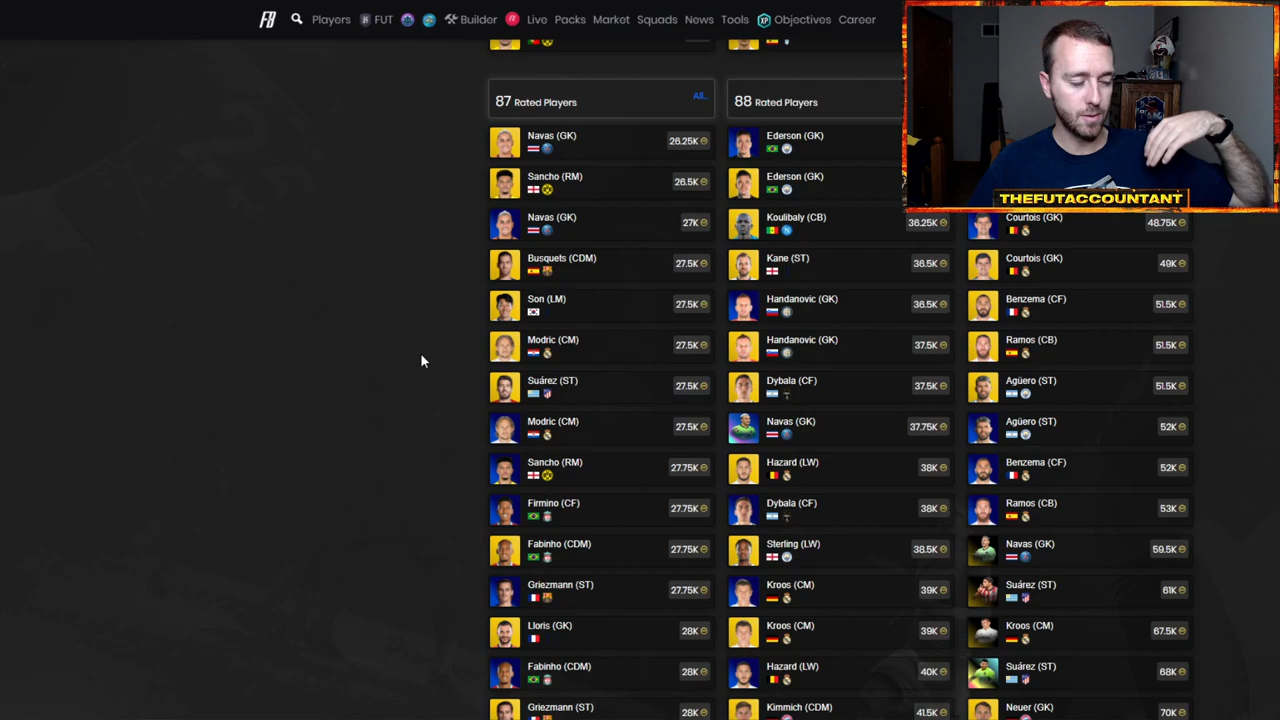 FB Players FUT Builder Live Packs Market Squads News Tools XP Objectives Career
THEFUTACCOUNTANT
87 Rated Players All..
Navas (GK) 26.25K
Sancho (RM) 26.5K
Navas (GK) 27K
Busquets (CDM) 27.5K
Son (LM) 27.5K
Modric (CM) 27.5K
Suárez (ST) 27.5K
Modric (CM) 27.5K
Sancho (RM) 27.75K
Firmino (CF) 27.75K
Fabinho (CDM) 27.75K
Griezmann (ST) 27.75K
Lloris (GK) 28K
Fabinho (CDM) 28K
Griezmann (ST) 28K
88 Rated Players
Ederson (GK)
Ederson (GK)
Koulibaly (CB) 36.25K
Kane (ST) 36.5K
Handanovic (GK) 36.5K
Handanovic (GK) 37.5K
Dybala (CF) 37.5K
Navas (GK) 37.75K
Hazard (LW) 38K
Dybala (CF) 38K
Sterling (LW) 38.5K
Kroos (CM) 39K
Kroos (CM) 39K
Hazard (LW) 40K
Kimmich (CDM) 41.5K
Courtois (GK) 48.75K
Courtois (GK) 49K
Benzema (CF) 51.5K
Ramos (CB) 51.5K
Agüero (ST) 51.5K
Agüero (ST) 52K
Benzema (CF) 52K
Ramos (CB) 53K
Navas (GK) 59.5K
Suárez (ST) 61K
Kroos (CM) 67.5K
Suárez (ST) 68K
Neuer (GK) 70K